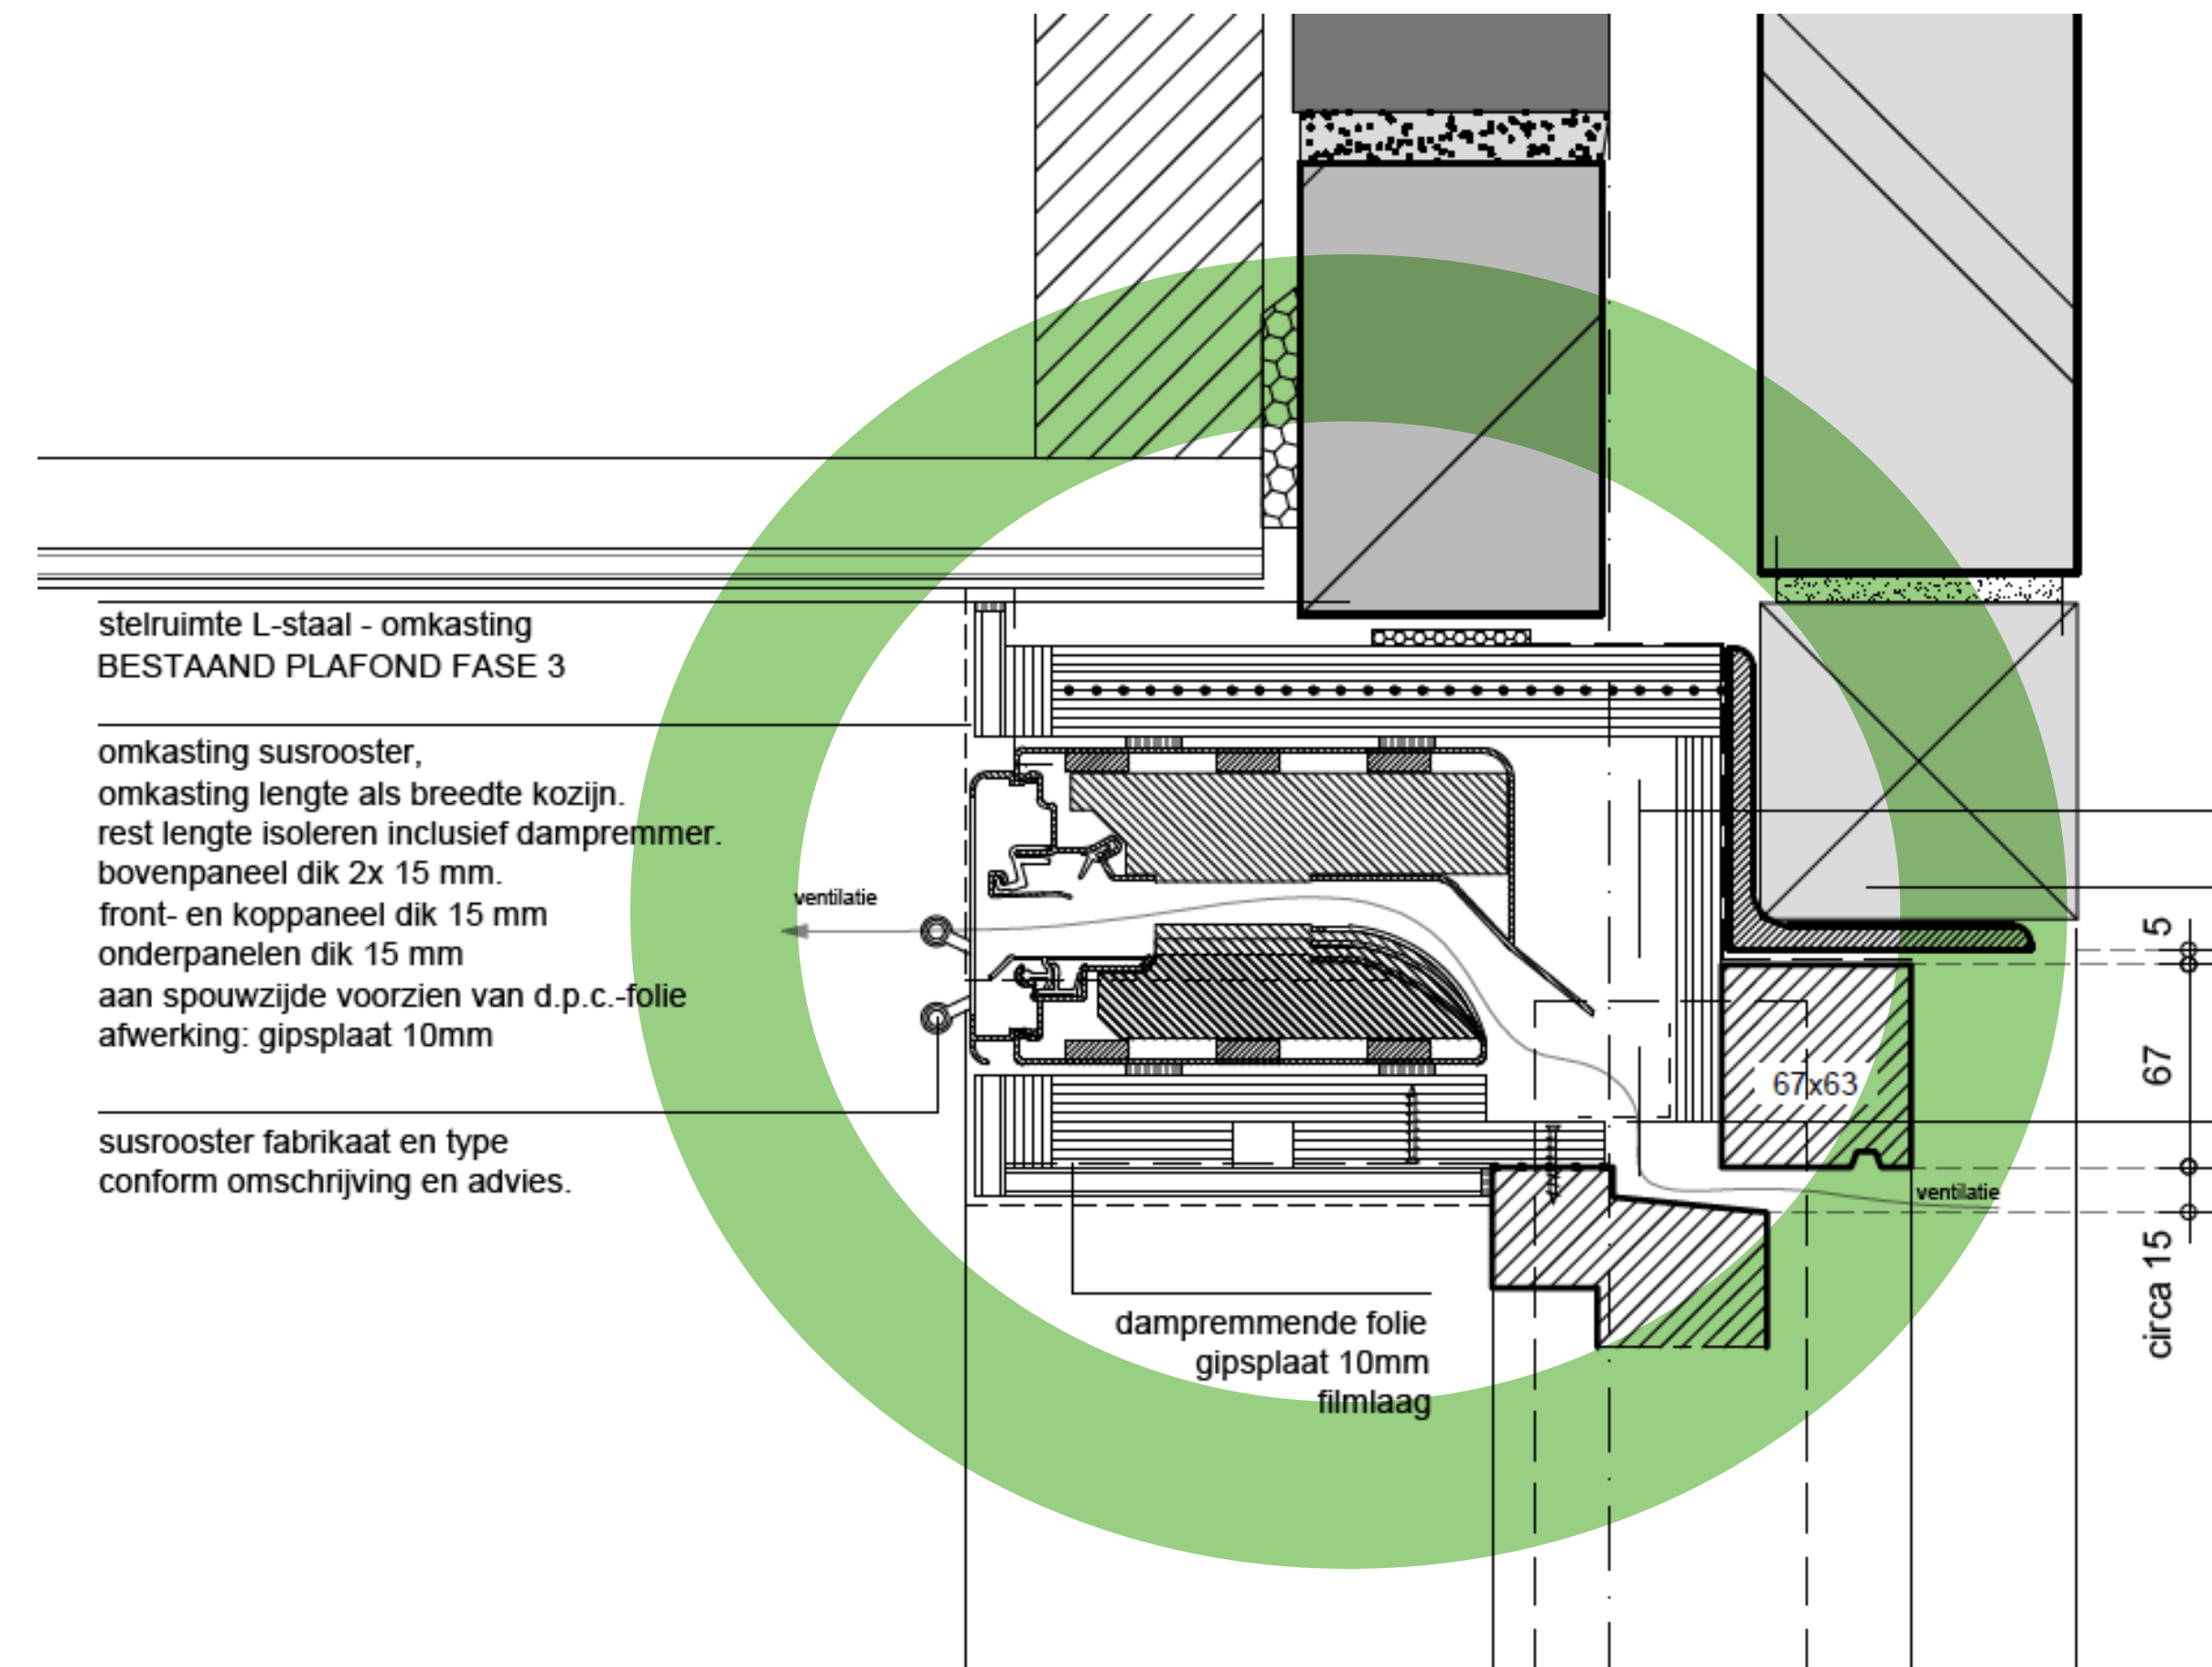 stelruimte L-staal - omkasting
BESTAAND PLAFOND FASE 3
omkasting susrooster,
omkasting lengte als breedte kozijn.
rest lengte isoleren inclusief dampremmer.
bovenpaneel dik 2x 15 mm.
front- en koppaneel dik 15 mm
onderpanelen dik 15 mm
aan spouwzijde voorzien van d.p.c.-folie
afwerking: gipsplaat 10mm
susrooster fabrikaat en type
conform omschrijving en advies.
ventilatie
dampremmende folie
gipsplaat 10mm
filmlaag
67x63
ventilatie
5
67
circa 15